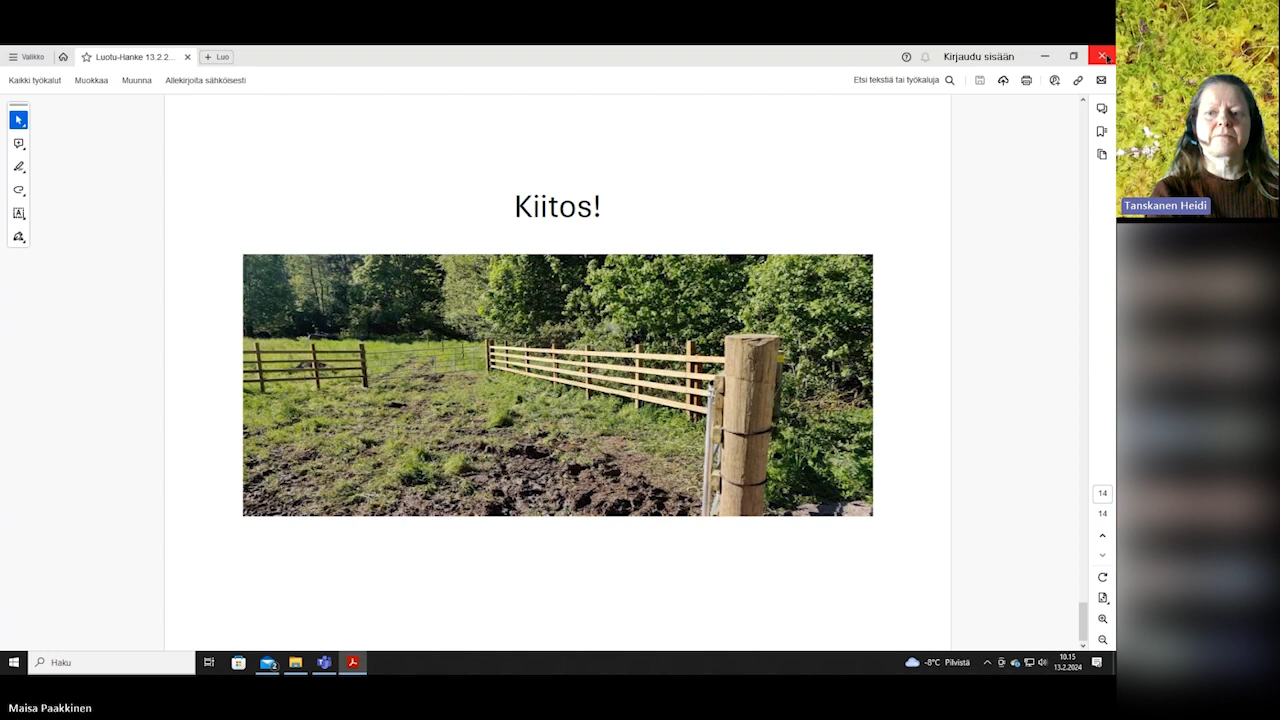 Valikko
Luotu-Hanke 13.2.2...
Luo
Kirjaudu sisään
Kaikki työkalut
Muokkaa
Muunna
Allekirjoita sähköisesti
Etsi tekstiä tai työkaluja
Tanskanen Heidi
Kiitos!
14
14
Haku
2
-8°C Pilvistä
10.15
13.2.2024
Maisa Paakkinen